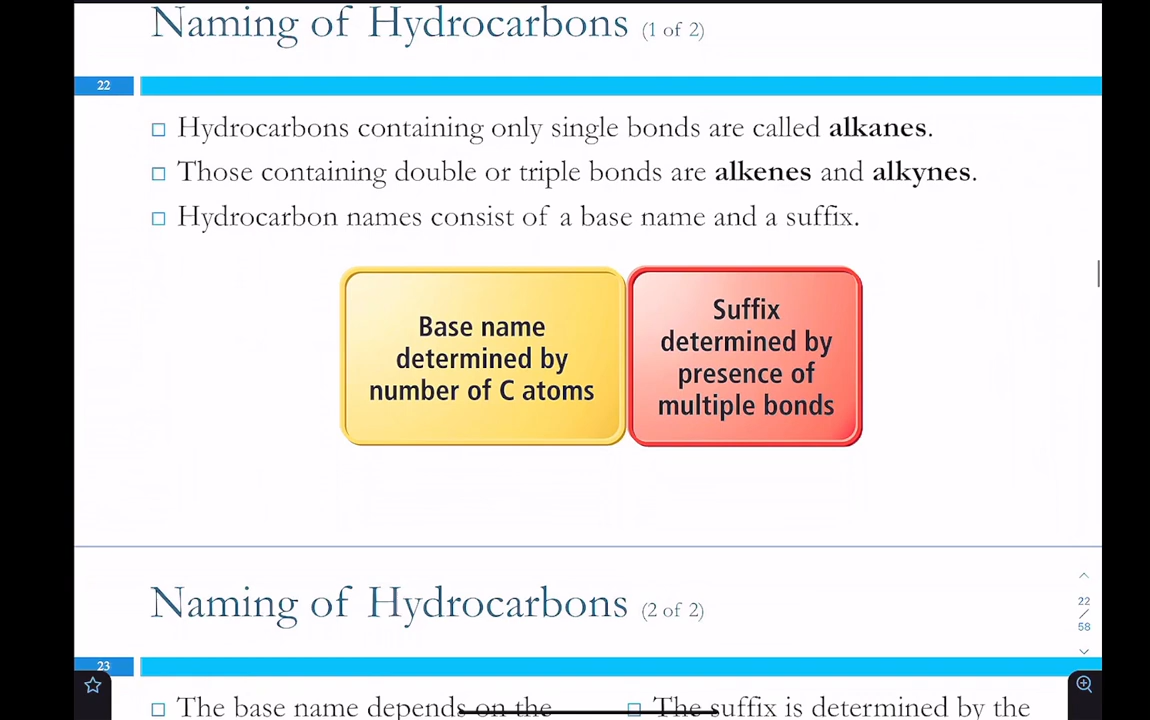 Naming of Hydrocarbons (1 of 2)
22
□ Hydrocarbons containing only single bonds are called alkanes.
□ Those containing double or triple bonds are alkenes and alkynes.
□ Hydrocarbon names consist of a base name and a suffix.
Base name
determined by
number of C atoms
Suffix
determined by
presence of
multiple bonds
Naming of Hydrocarbons (2 of 2)
22
/
58
23
□ The base name depends on the
□ The suffix is determined by the